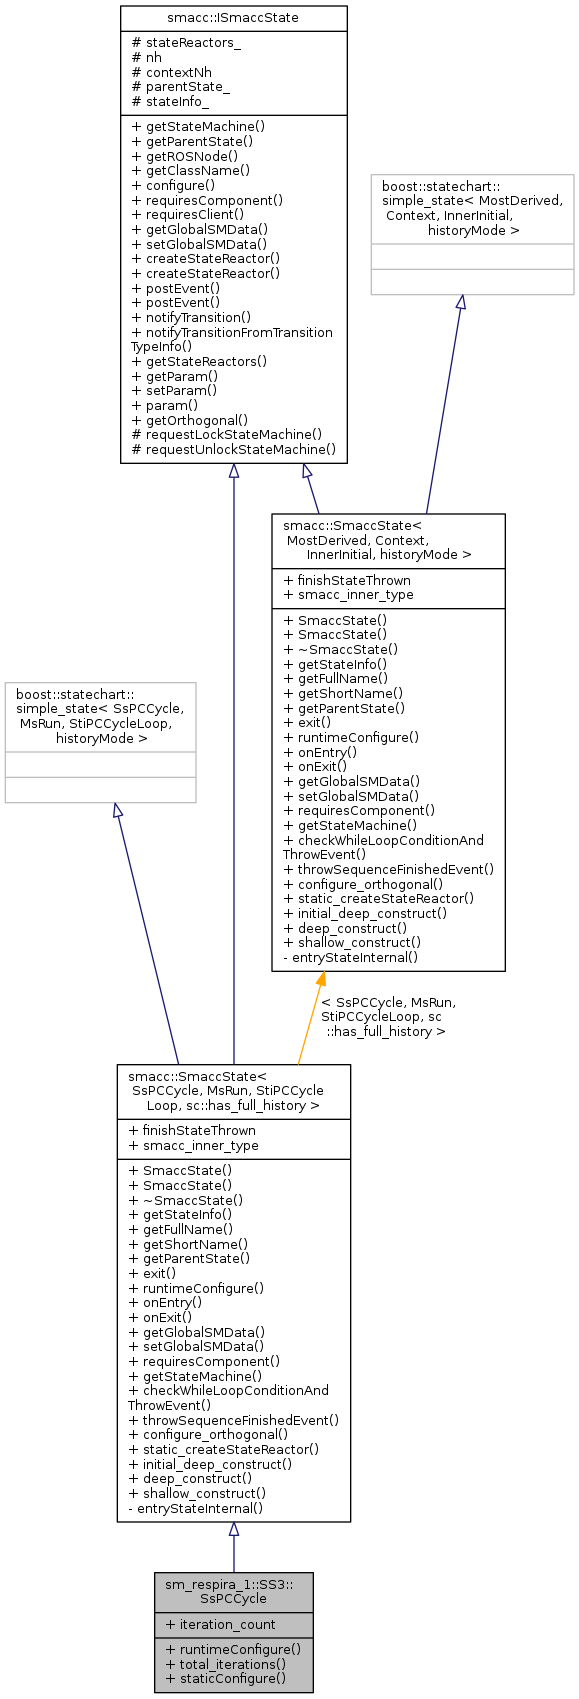 smacc::ISmaccState
# stateReactors_
# nh
# contextNh
# parentState_
# stateInfo_
+ getStateMachine()
+ getParentState()
+ getROSNode()
+ getClassName()
+ configure()
+ requiresComponent()
+ requiresClient()
+ getGlobalSMData()
+ setGlobalSMData()
+ createStateReactor()
+ createStateReactor()
+ postEvent()
+ postEvent()
+ notifyTransition()
+ notifyTransitionFromTransition
TypeInfo()
+ getStateReactors()
+ getParam()
+ setParam()
+ param()
+ getOrthogonal()
# requestLockStateMachine()
# requestUnlockStateMachine()
boost::statechart::
simple_state< MostDerived,
Context, InnerInitial,
historyMode >
smacc::SmaccState<
MostDerived, Context,
InnerInitial, historyMode >
+ finishStateThrown
+ smacc_inner_type
+ SmaccState()
+ SmaccState()
+ ~SmaccState()
+ getStateInfo()
+ getFullName()
+ getShortName()
+ getParentState()
+ exit()
+ runtimeConfigure()
+ onEntry()
+ onExit()
+ getGlobalSMData()
+ setGlobalSMData()
+ requiresComponent()
+ getStateMachine()
+ checkWhileLoopConditionAnd
ThrowEvent()
+ throwSequenceFinishedEvent()
+ configure_orthogonal()
+ static_createStateReactor()
+ initial_deep_construct()
+ deep_construct()
+ shallow_construct()
- entryStateInternal()
boost::statechart::
simple_state< SsPCCycle,
MsRun, StiPCCycleLoop,
historyMode >
< SsPCCycle, MsRun,
StiPCCycleLoop, sc
::has_full_history >
smacc::SmaccState<
SsPCCycle, MsRun, StiPCCycle
Loop, sc::has_full_history >
+ finishStateThrown
+ smacc_inner_type
+ SmaccState()
+ SmaccState()
+ ~SmaccState()
+ getStateInfo()
+ getFullName()
+ getShortName()
+ getParentState()
+ exit()
+ runtimeConfigure()
+ onEntry()
+ onExit()
+ getGlobalSMData()
+ setGlobalSMData()
+ requiresComponent()
+ getStateMachine()
+ checkWhileLoopConditionAnd
ThrowEvent()
+ throwSequenceFinishedEvent()
+ configure_orthogonal()
+ static_createStateReactor()
+ initial_deep_construct()
+ deep_construct()
+ shallow_construct()
- entryStateInternal()
sm_respira_1::SS3::
SsPCCycle
+ iteration_count
+ runtimeConfigure()
+ total_iterations()
+ staticConfigure()